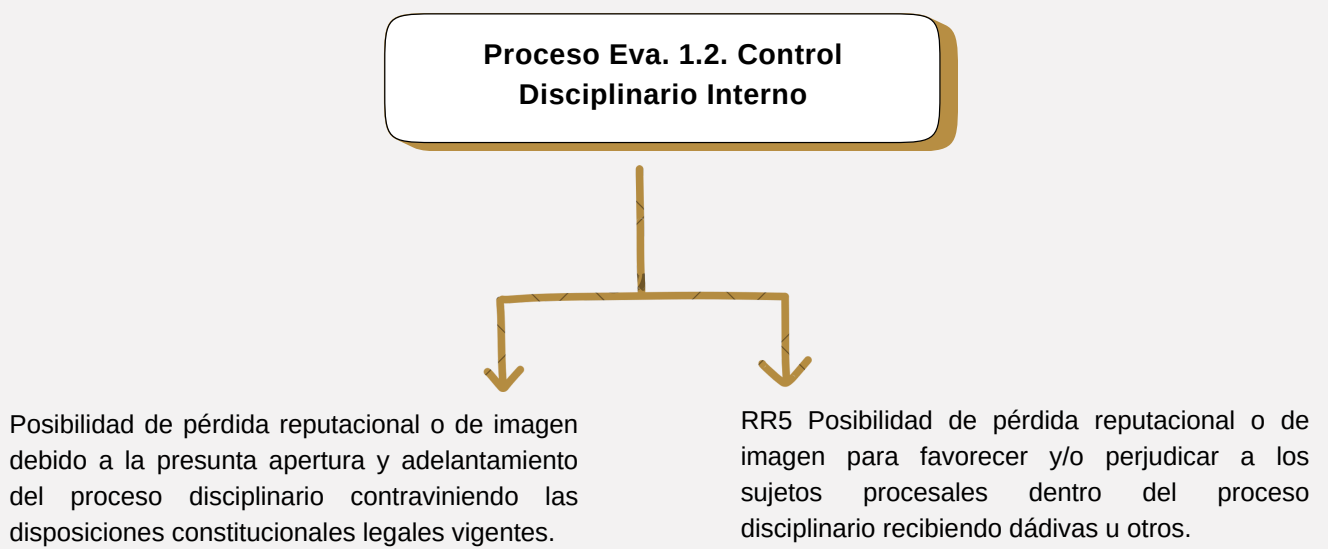 Proceso Eva. 1.2. Control
Disciplinario Interno
Posibilidad de pérdida reputacional o de imagen
debido a la presunta apertura y adelantamiento
del proceso disciplinario contraviniendo las
disposiciones constitucionales legales vigentes.
RR5 Posibilidad de pérdida reputacional o de
imagen para favorecer y/o perjudicar a los
sujetos procesales dentro del proceso
disciplinario recibiendo dádivas u otros.